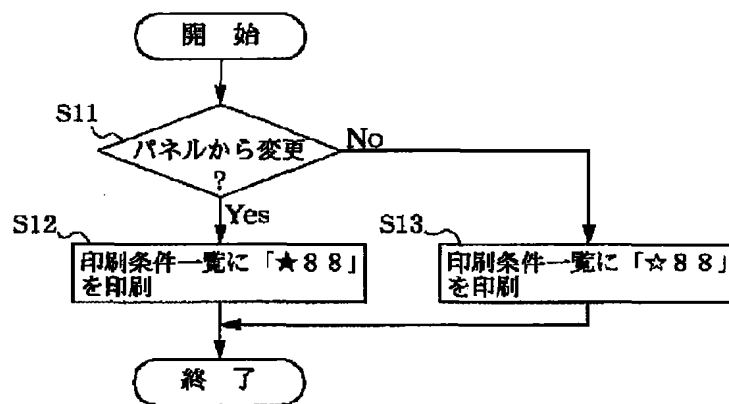 開 始
S11
パネルから変更
?
No
Yes
S12
印刷条件一覧に「★88」
を印刷
S13
印刷条件一覧に「☆88」
を印刷
終 了